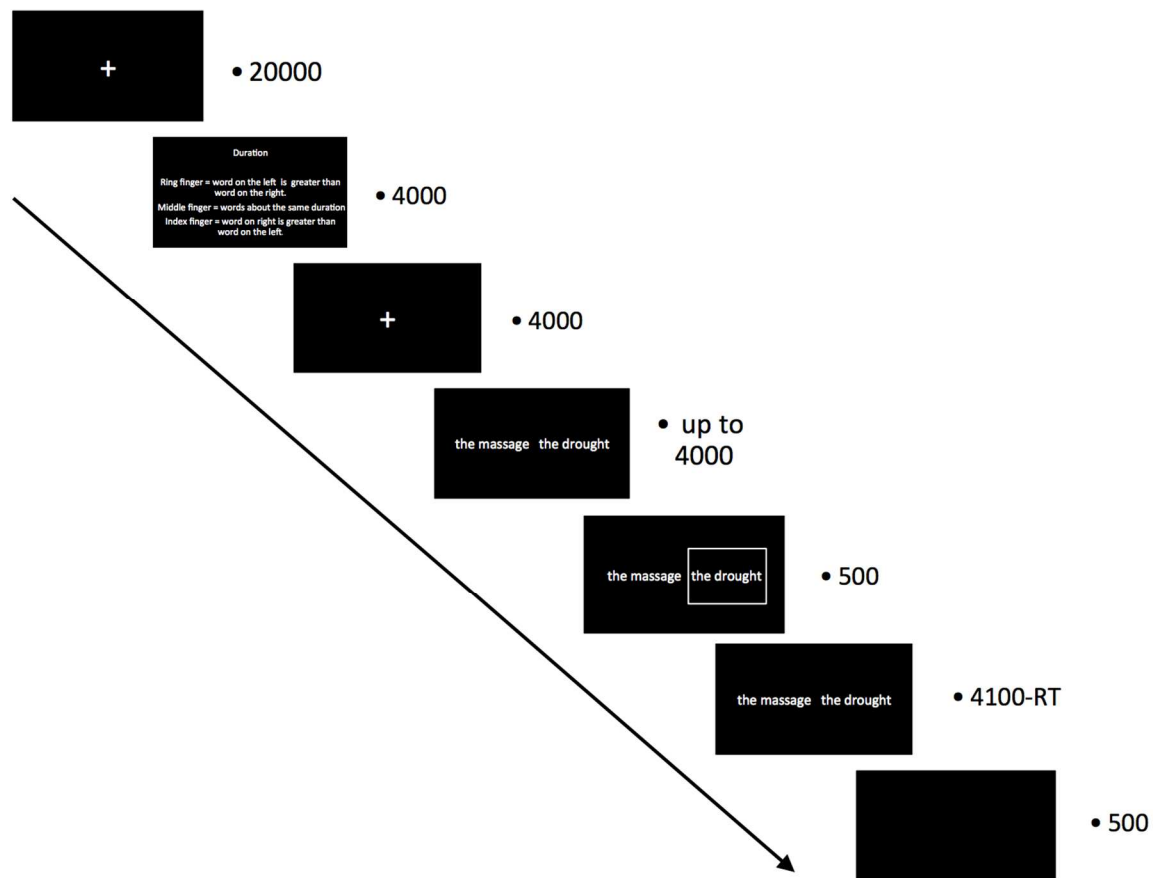 +
• 20000
Duration
Ring finger = word on the left is greater than
word on the right.
Middle finger = words about the same duration
Index finger = word on right is greater than
word on the left
• 4000
+
• 4000
the massage the drought
• up to
4000
the massage the drought
• 500
the massage the drought
• 4100-RT
• 500